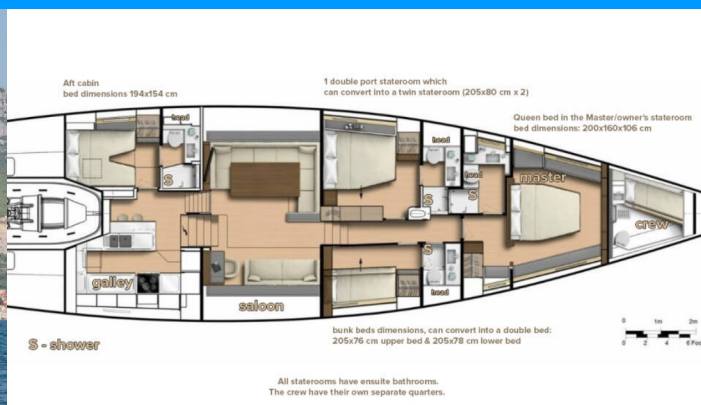 Aft cabin
bed dimensions 194x154 cm
1 double port stateroom which
can convert into a twin stateroom (205x80 cm x 2)
Queen bed in the Master/owner's stateroom
bed dimensions: 200x160x106 cm
head
head
head
S
S
S
master
S
crew
galley
head
saloon
0 1m 2m
0 2 4 6
bunk beds dimensions, can convert into a double bed:
205x76 cm upper bed & 205x78 cm lower bed
S - shower
All staterooms have ensuite bathrooms.
The crew have their own separate quarters.